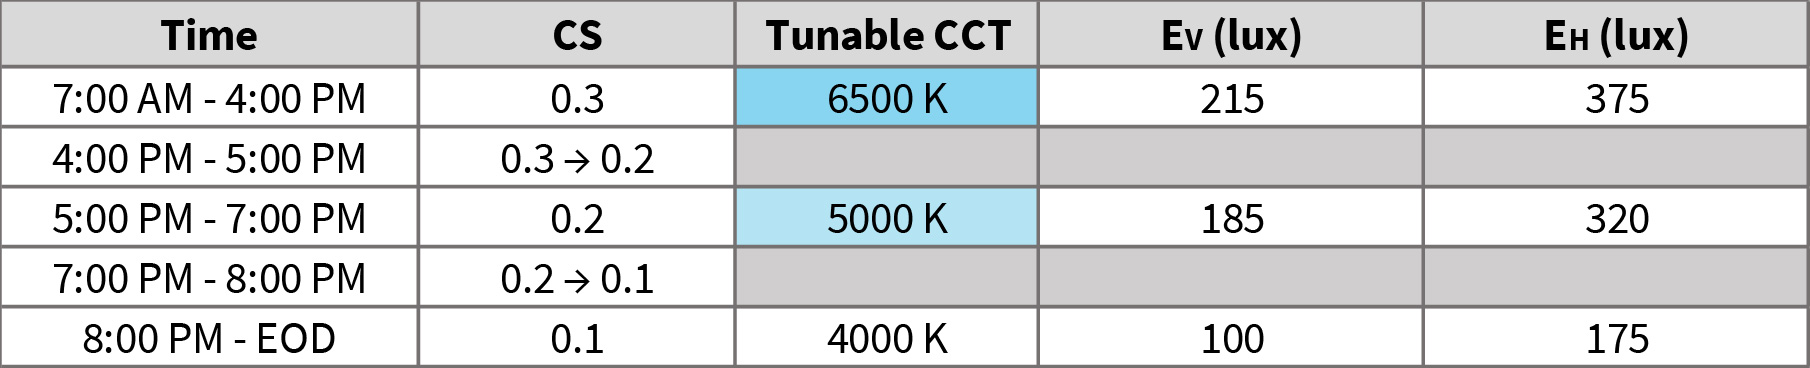 Time CS Tunable CCT EV (lux) EH (lux)
7:00 AM - 4:00 PM 0.3 6500 K 215 375
4:00 PM - 5:00 PM 0.3 → 0.2
5:00 PM - 7:00 PM 0.2 5000 K 185 320
7:00 PM - 8:00 PM 0.2 → 0.1
8:00 PM - EOD 0.1 4000 K 100 175